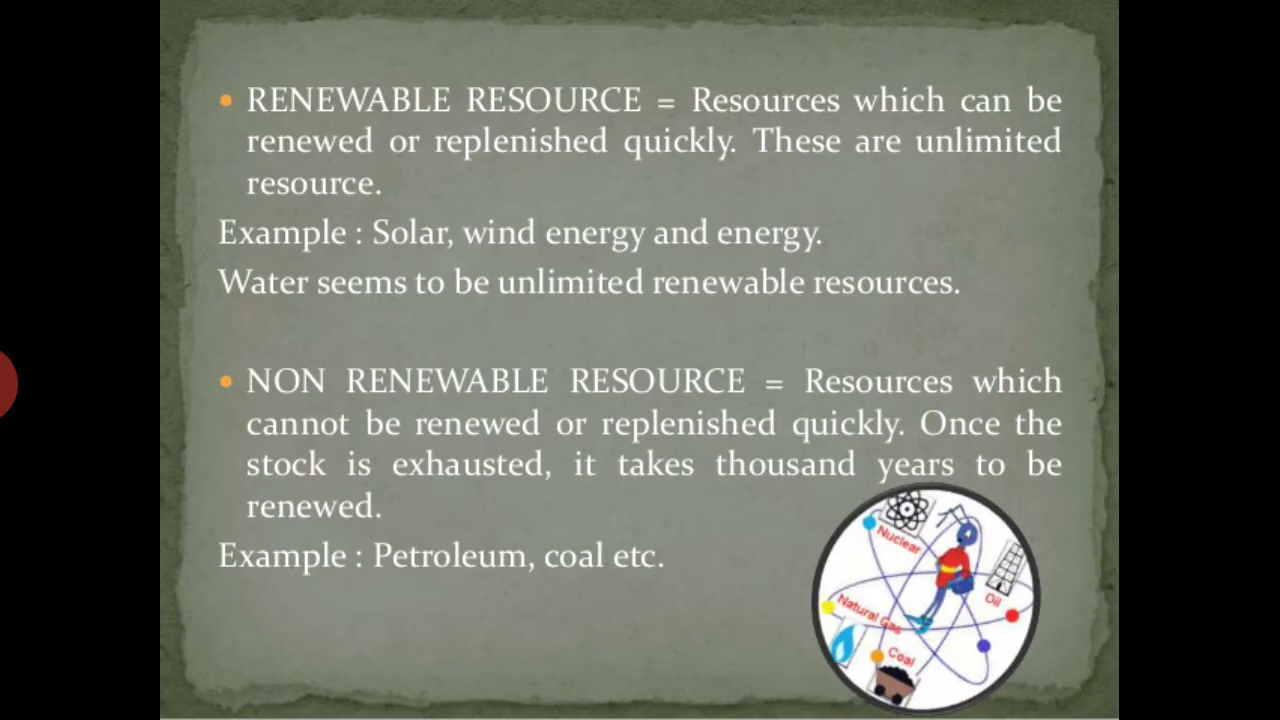 RENEWABLE RESOURCE = Resources which can be
renewed or replenished quickly. These are unlimited
resource.
Example : Solar, wind energy and energy.
Water seems to be unlimited renewable resources.
NON RENEWABLE RESOURCE = Resources which
cannot be renewed or replenished quickly. Once the
stock is exhausted, it takes thousand years to be
renewed.
Example : Petroleum, coal etc.
Nuclear
Oil
Natural Gas
Coal